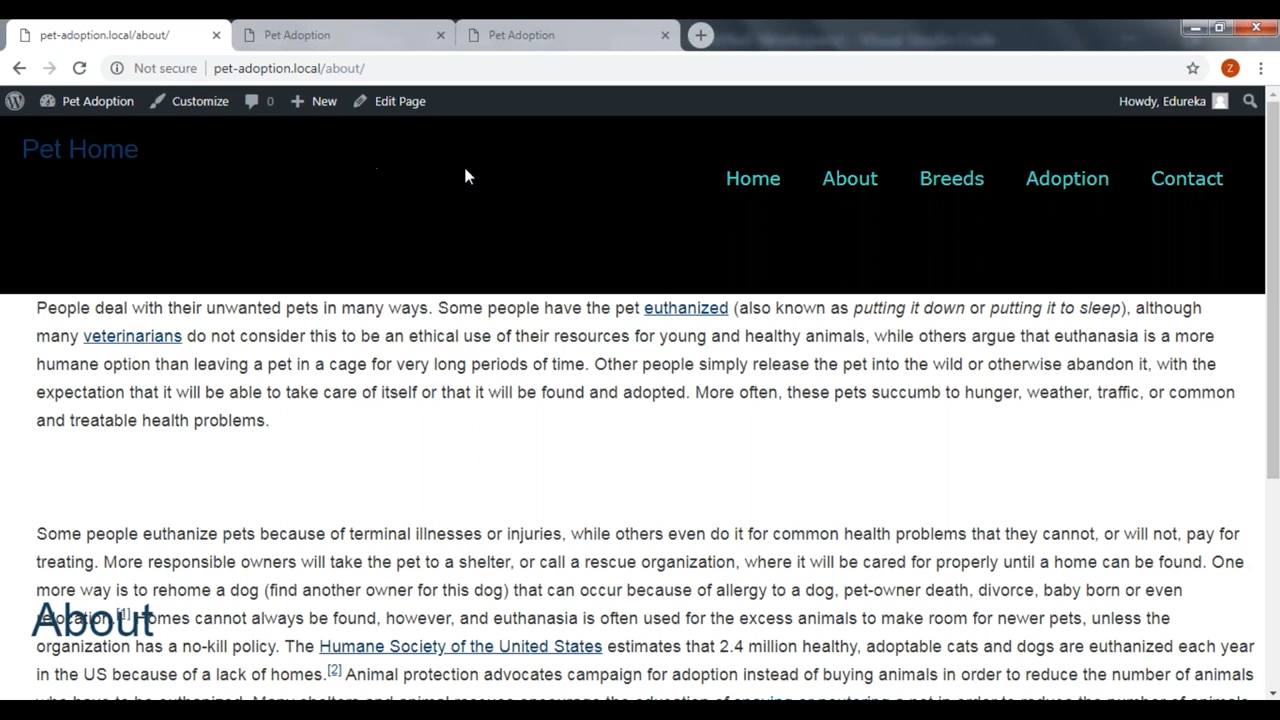 pet-adoption.local/about/
Pet Adoption
Pet Adoption
Not secure
pet-adoption.local/about/
Z
Pet Adoption
Customize
0
New
Edit Page
Howdy, Edureka
Pet Home
Home
About
Breeds
Adoption
Contact
People deal with their unwanted pets in many ways. Some people have the pet euthanized (also known as putting it down or putting it to sleep), although
many veterinarians do not consider this to be an ethical use of their resources for young and healthy animals, while others argue that euthanasia is a more
humane option than leaving a pet in a cage for very long periods of time. Other people simply release the pet into the wild or otherwise abandon it, with the
expectation that it will be able to take care of itself or that it will be found and adopted. More often, these pets succumb to hunger, weather, traffic, or common
and treatable health problems.
Some people euthanize pets because of terminal illnesses or injuries, while others even do it for common health problems that they cannot, or will not, pay for
treating. More responsible owners will take the pet to a shelter, or call a rescue organization, where it will be cared for properly until a home can be found. One
more way is to rehome a dog (find another owner for this dog) that can occur because of allergy to a dog, pet-owner death, divorce, baby born or even
relocation.[1] Homes cannot always be found, however, and euthanasia is often used for the excess animals to make room for newer pets, unless the
About
organization has a no-kill policy. The Humane Society of the United States estimates that 2.4 million healthy, adoptable cats and dogs are euthanized each year
in the US because of a lack of homes.[2] Animal protection advocates campaign for adoption instead of buying animals in order to reduce the number of animals